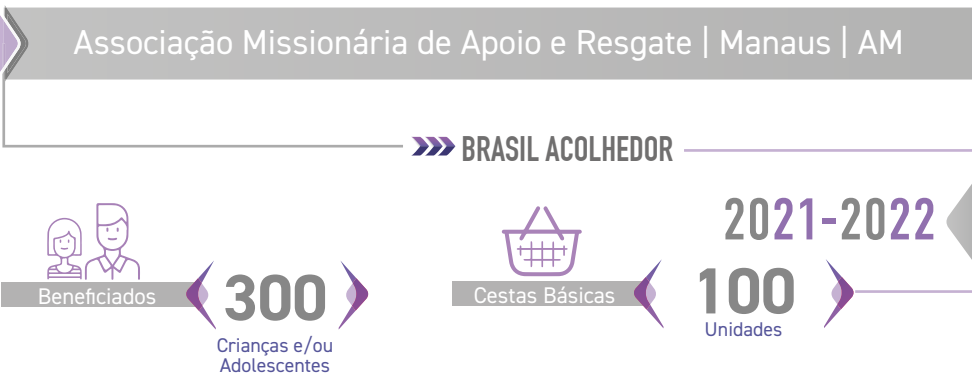 Associação Missionária de Apoio e Resgate | Manaus | AM
BRASIL ACOLHEDOR
2021-2022
Beneficiados
300
Crianças e/ou
Adolescentes
Cestas Básicas
100
Unidades